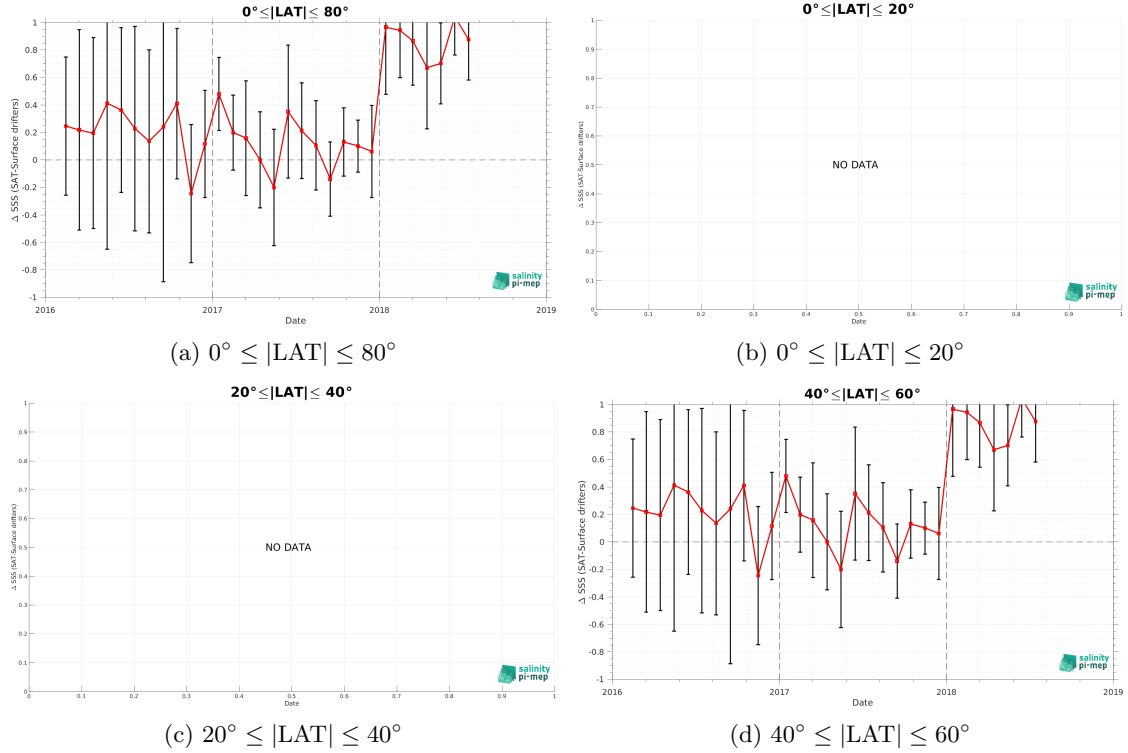 0°≤|LAT|≤ 80°
1
0.8
0.6
0.4
0.2
0
-0.2
-0.4
-0.6
-0.8
-1
Δ SSS (SAT-Surface drifters)
2016
2017
2018
2019
Date
salinity
pi-mep
(a) 0° ≤ |LAT| ≤ 80°
0°≤|LAT|≤ 20°
1
0.9
0.8
0.7
0.6
0.5
0.4
0.3
0.2
0.1
0
Δ SSS (SAT-Surface drifters)
NO DATA
0
0.1
0.2
0.3
0.4
0.5
0.6
0.7
0.8
0.9
1
Date
salinity
pi-mep
(b) 0° ≤ |LAT| ≤ 20°
20°≤|LAT|≤ 40°
1
0.9
0.8
0.7
0.6
0.5
0.4
0.3
0.2
0.1
0
Δ SSS (SAT-Surface drifters)
NO DATA
0
0.1
0.2
0.3
0.4
0.5
0.6
0.7
0.8
0.9
1
Date
salinity
pi-mep
(c) 20° ≤ |LAT| ≤ 40°
40°≤|LAT|≤ 60°
1
0.8
0.6
0.4
0.2
0
-0.2
-0.4
-0.6
-0.8
-1
Δ SSS (SAT-Surface drifters)
2016
2017
2018
2019
Date
salinity
pi-mep
(d) 40° ≤ |LAT| ≤ 60°